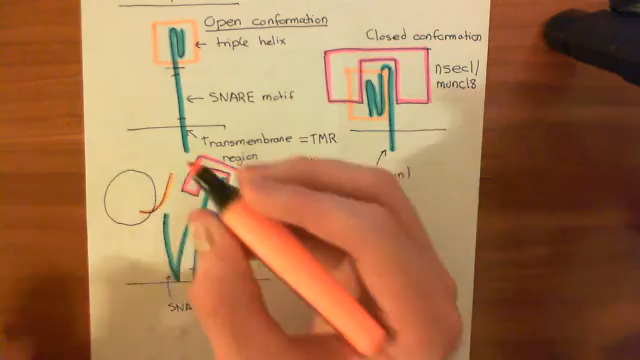 Open conformation
triple helix
SNARE motif
transmembrane = TMR
region
Closed conformation
nsec1/
munc18
SNA